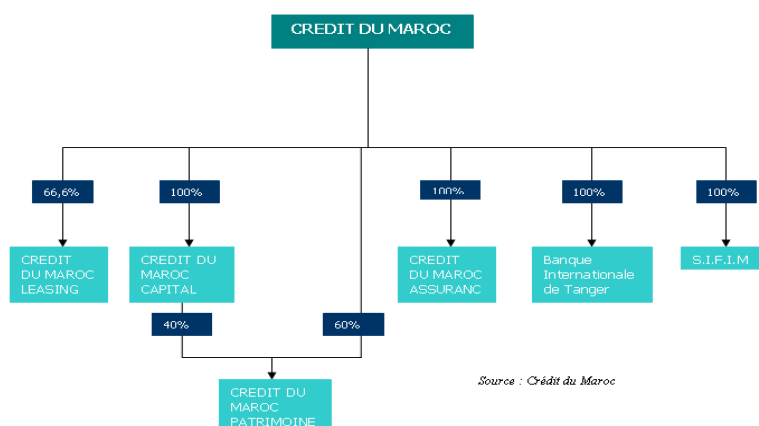 CREDIT DU MAROC
66,6%
100%
100%
100%
100%
CREDIT
DU MAROC
LEASING
CREDIT DU
MAROC
CAPITAL
CREDIT
DU MAROC
ASSURANC
Banque
Internationale
de Tanger
S.I.F.I.M
40%
60%
CREDIT DU
MAROC
PATRIMOINE
Source : Crédit du Maroc